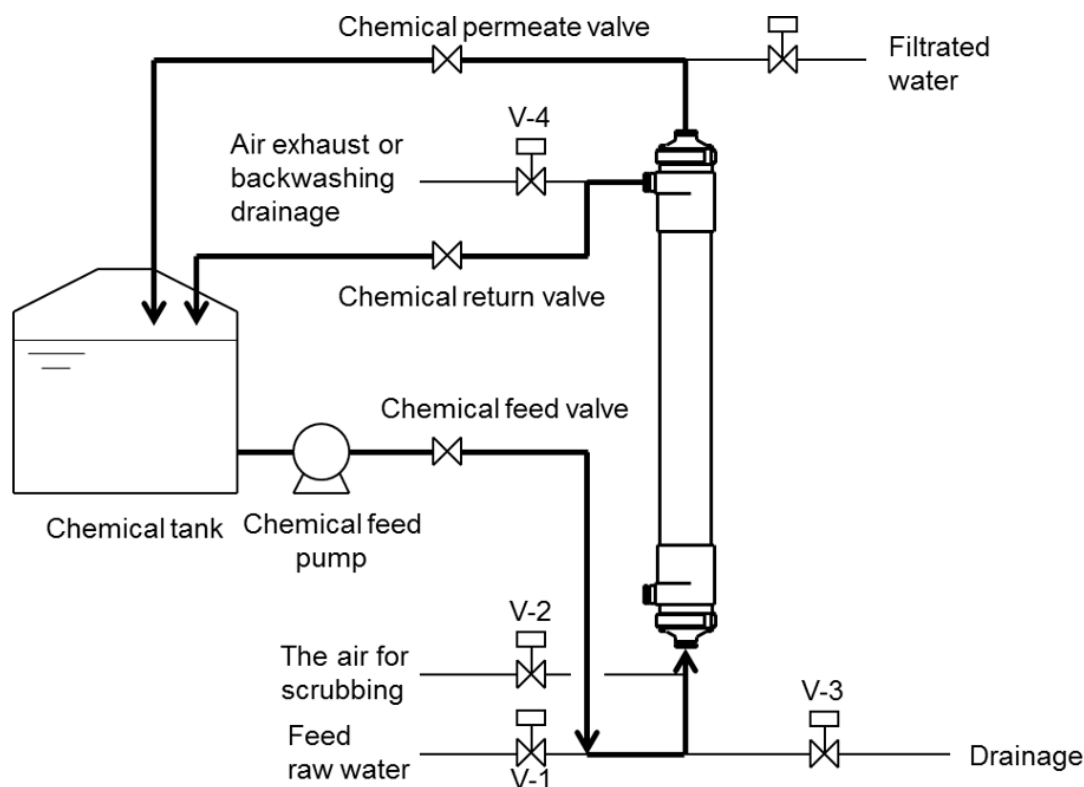 Chemical permeate valve
Filtrated
water
V-4
Air exhaust or
backwashing
drainage
Chemical return valve
Chemical feed valve
Chemical tank
Chemical feed
pump
V-2
The air for
scrubbing
V-3
Feed
raw water
V-1
Drainage